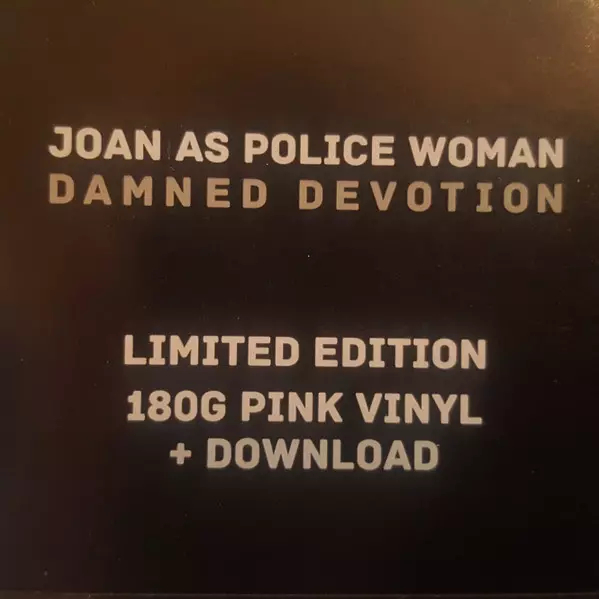 JOAN AS POLICE WOMAN
DAMNED DEVOTION
LIMITED EDITION
180G PINK VINYL
+ DOWNLOAD